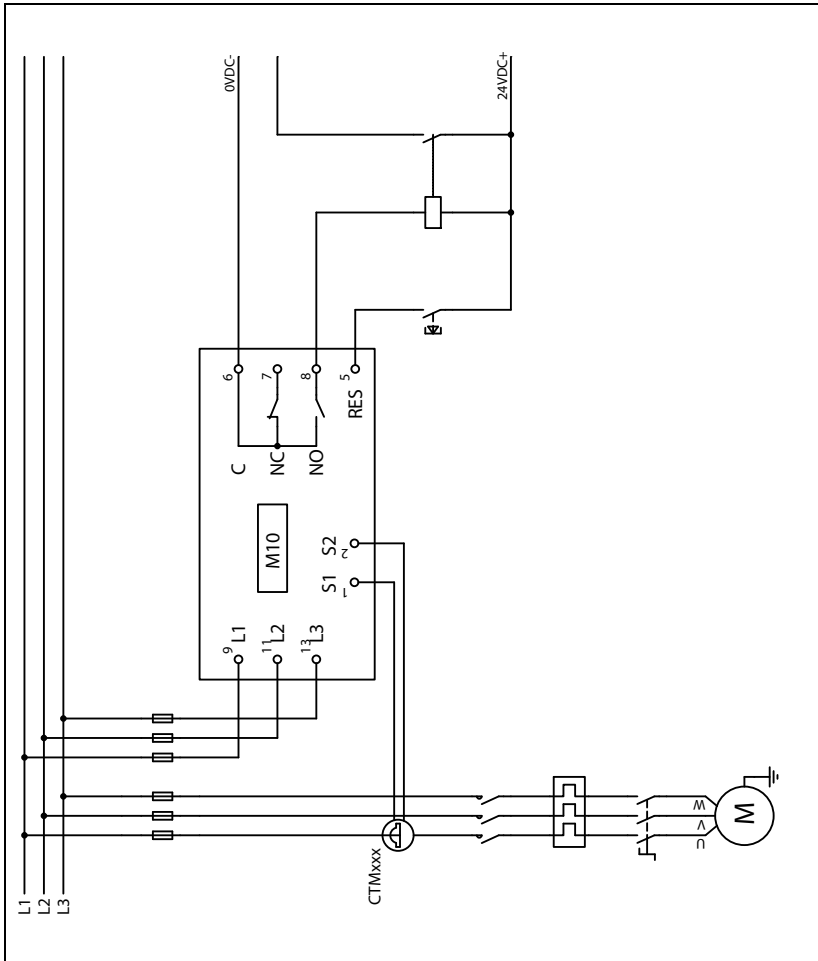 0VDC-
24VDC+
6
7
8
5
C
NC
NO
RES
M10
S1
S2
1
2
9
11
13
L1
L2
L3
CTMxxx
U
V
W
M
L1
L2
L3